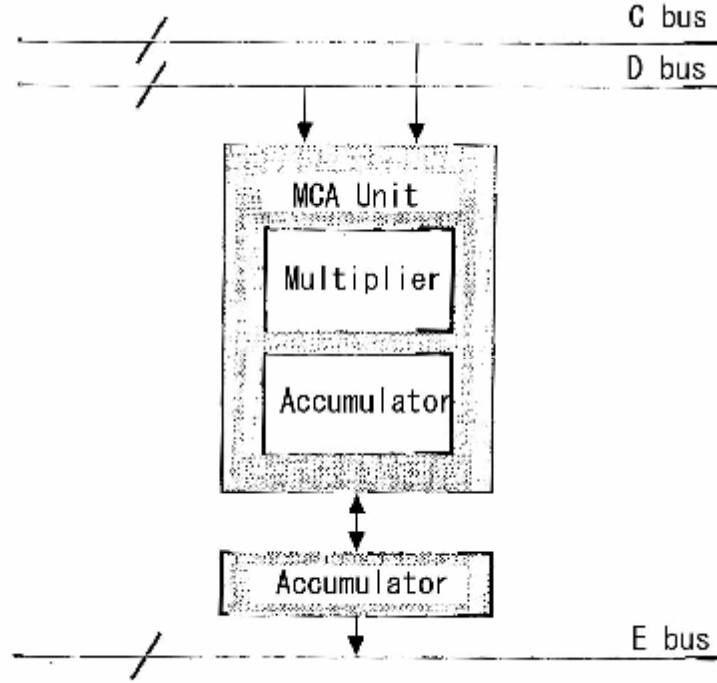 C bus
D bus
MCA Unit
Multiplier
Accumulator
Accumulator
E bus